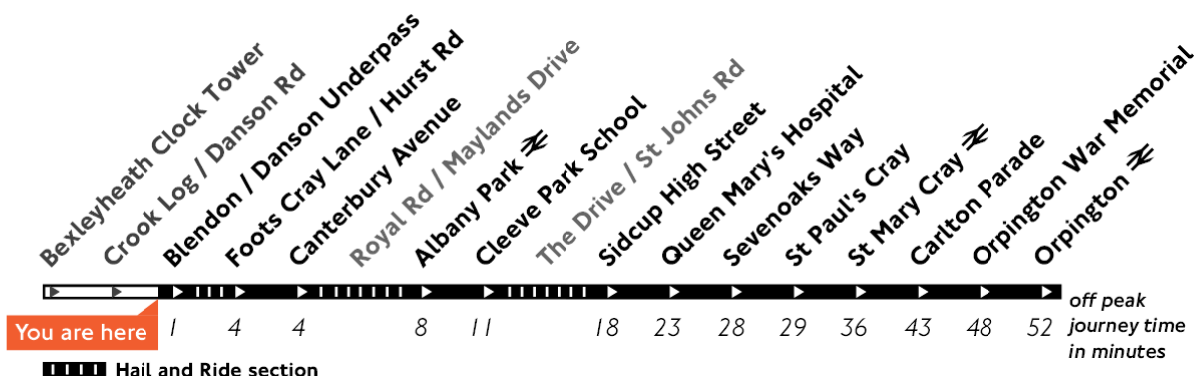 Bexleyheath Clock Tower
Crook Log / Danson Rd
Blendon / Danson Underpass
Foots Cray Lane / Hurst Rd
Canterbury Avenue
Royal Rd / Maylands Drive
Albany Park
Cleeve Park School
The Drive / St Johns Rd
Sidcup High Street
Queen Mary's Hospital
Sevenoaks Way
St Paul's Cray
St Mary Cray
Carlton Parade
Orpington War Memorial
Orpington
You are here
1 4 4 8 11 18 23 28 29 36 43 48 52
off peak
journey time
in minutes
Hail and Ride section